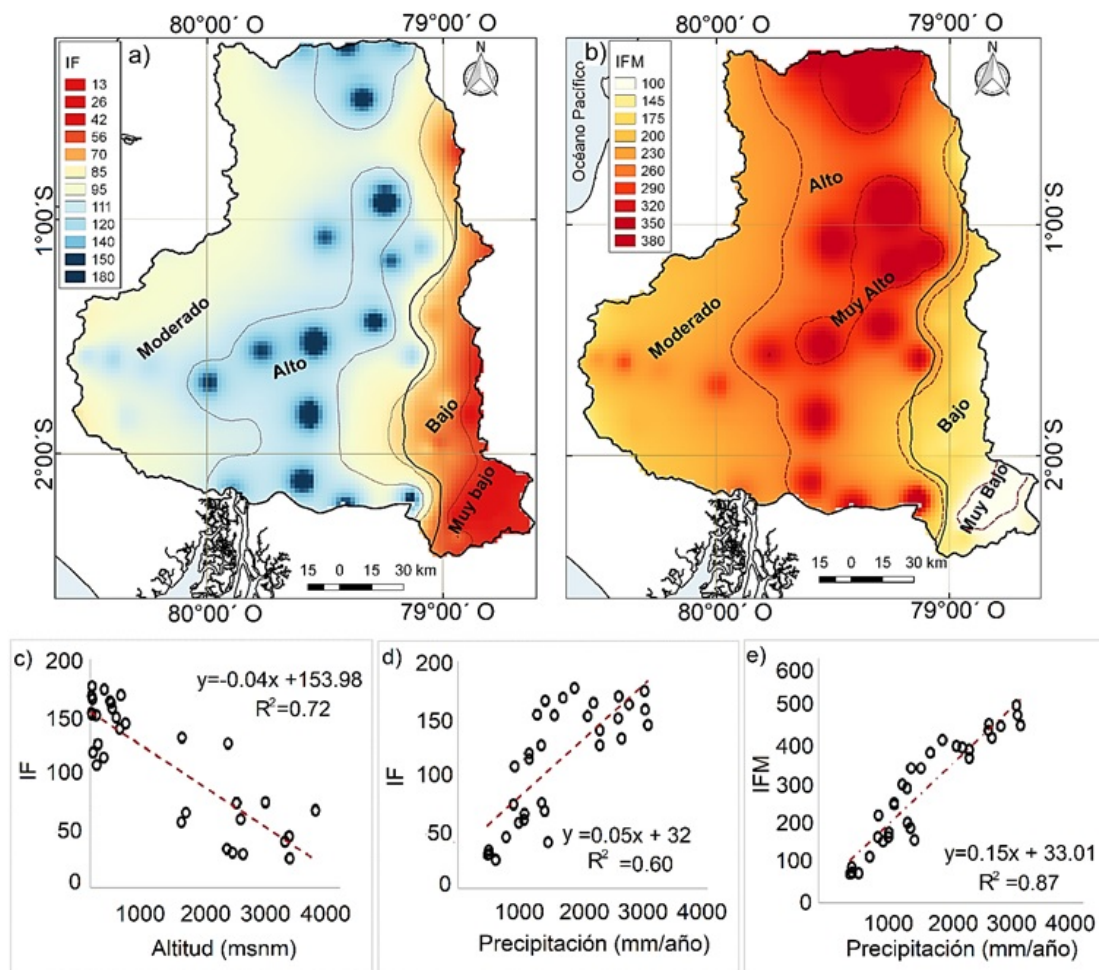 80°00´ O
79°00´ O
80°00´ O
79°00´ O
IF
13
26
42
56
70
85
95
111
120
140
150
180
a)
N
Moderado
Alto
Bajo
Muy bajo
1°00´S
2°00´S
15 0 15 30 km
80°00´ O
79°00´ O
Océano Pacífico
b)
IFM
100
145
175
200
230
260
290
320
350
380
N
Alto
Muy Alto
Moderado
Bajo
Muy Bajo
1°00´S
2°00´S
15 0 15 30 km
80°00´ O
79°00´ O
c)
y=-0.04x +153.98
R²=0.72
IF
200
150
100
50
0
1000 2000 3000 4000
Altitud (msnm)
d)
IF
200
150
100
50
0
y =0.05x + 32
R² =0.60
1000 2000 3000 4000
Precipitación (mm/año)
e)
IFM
600
500
400
300
200
100
0
y=0.15x + 33.01
R² =0.87
1000 2000 3000 4000
Precipitación (mm/año)